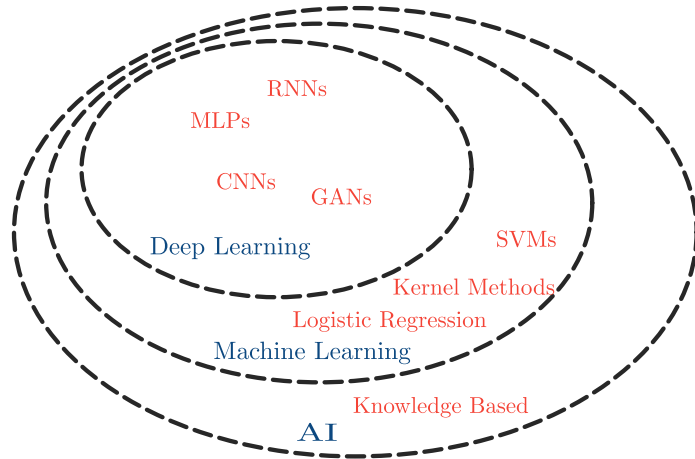 RNNs
MLPs
CNNs
GANs
Deep Learning
SVMs
Kernel Methods
Logistic Regression
Machine Learning
Knowledge Based
AI